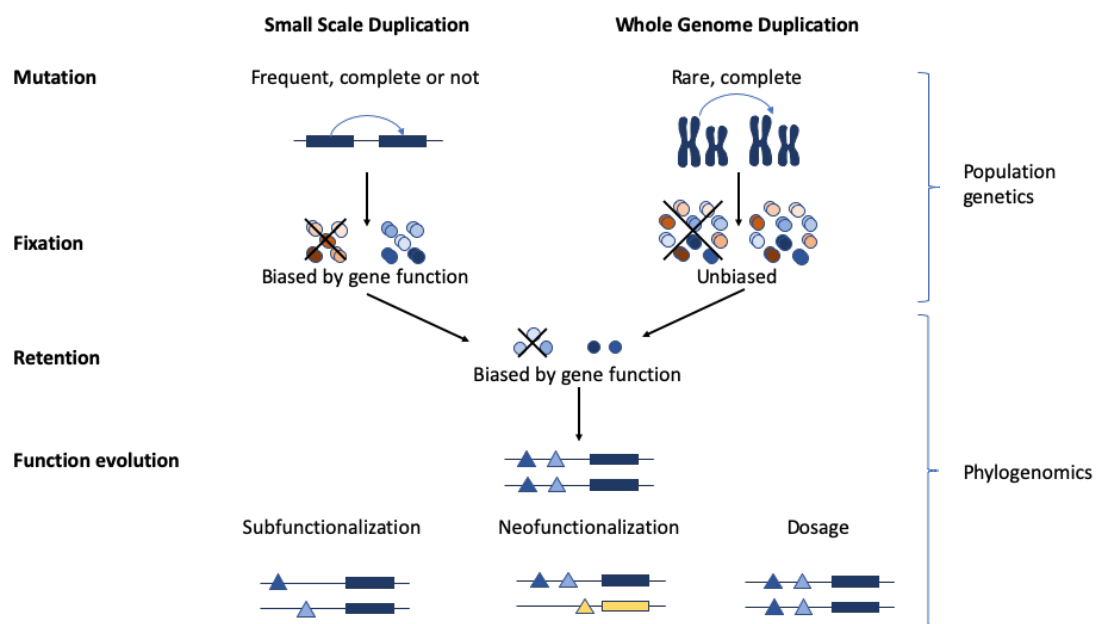 Small Scale Duplication
Whole Genome Duplication
Mutation
Frequent, complete or not
Rare, complete
Population
genetics
Fixation
Biased by gene function
Unbiased
Retention
Biased by gene function
Function evolution
Phylogenomics
Subfunctionalization
Neofunctionalization
Dosage